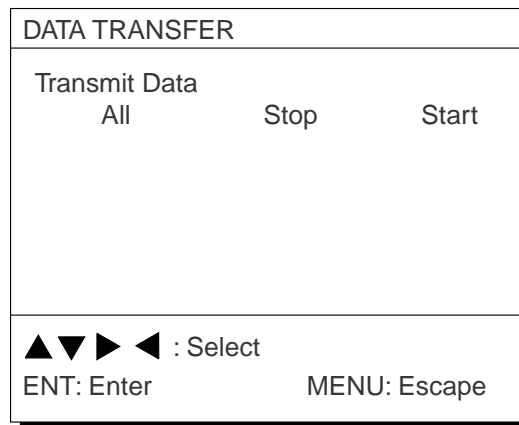 DATA TRANSFER
Transmit Data
All Stop Start
▲▼▶◀ : Select
ENT: Enter MENU: Escape